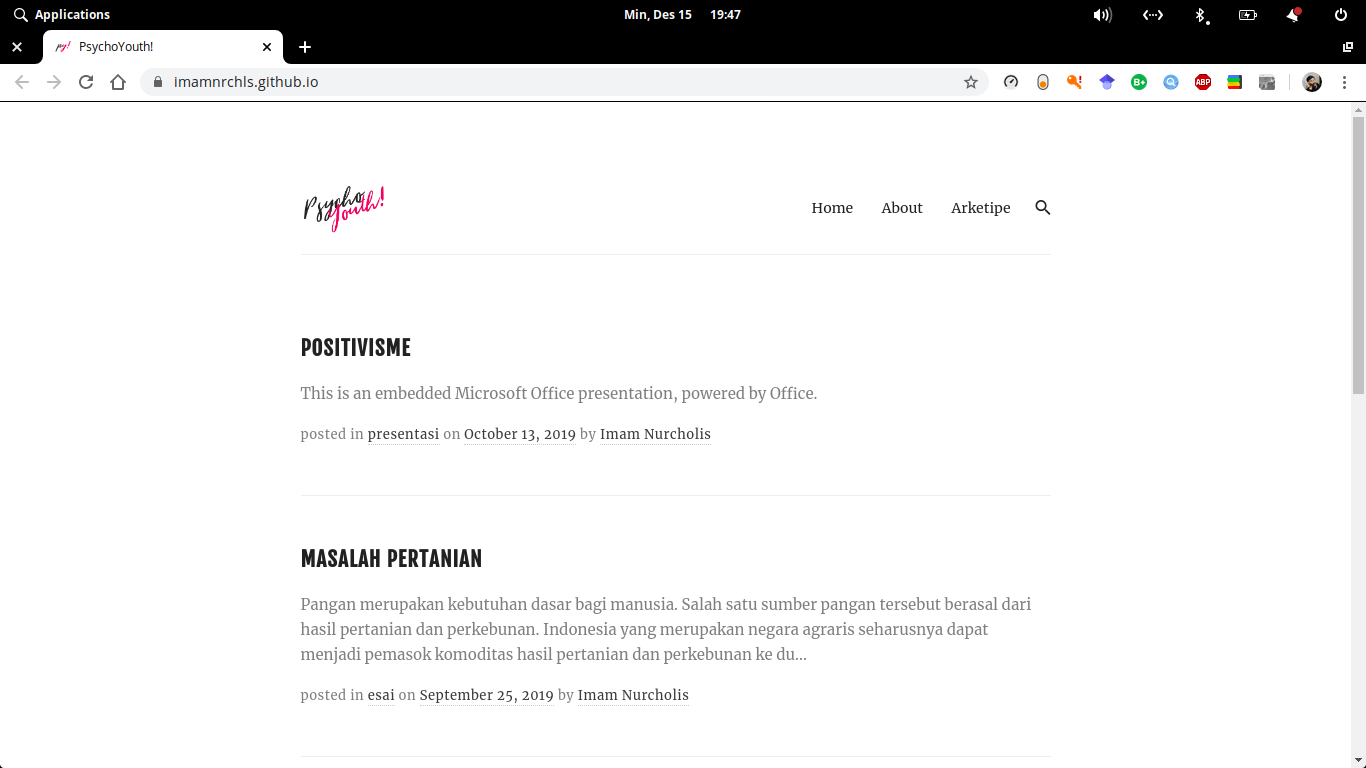 Applications
Min, Des 15 19:47
PsychoYouth!
imamnrchls.github.io
ABP
Psycho
Youth!
Home About Arketipe
POSITIVISME
This is an embedded Microsoft Office presentation, powered by Office.
posted in presentasi on October 13, 2019 by Imam Nurcholis
MASALAH PERTANIAN
Pangan merupakan kebutuhan dasar bagi manusia. Salah satu sumber pangan tersebut berasal dari
hasil pertanian dan perkebunan. Indonesia yang merupakan negara agraris seharusnya dapat
menjadi pemasok komoditas hasil pertanian dan perkebunan ke du...
posted in esai on September 25, 2019 by Imam Nurcholis